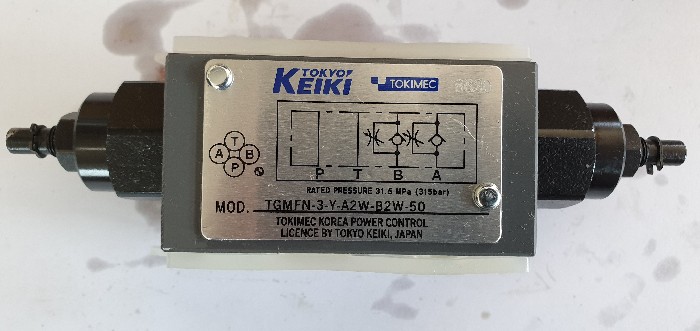 TOKYO
KEIKI
TOKIMEC
T
A B
P
P T B A
RATED PRESSURE 31.5 MPa (315bar)
MOD. TGMFN-3-Y-A2W-B2W-50
TOKIMEC KOREA POWER CONTROL
LICENCE BY TOKYO KEIKI, JAPAN